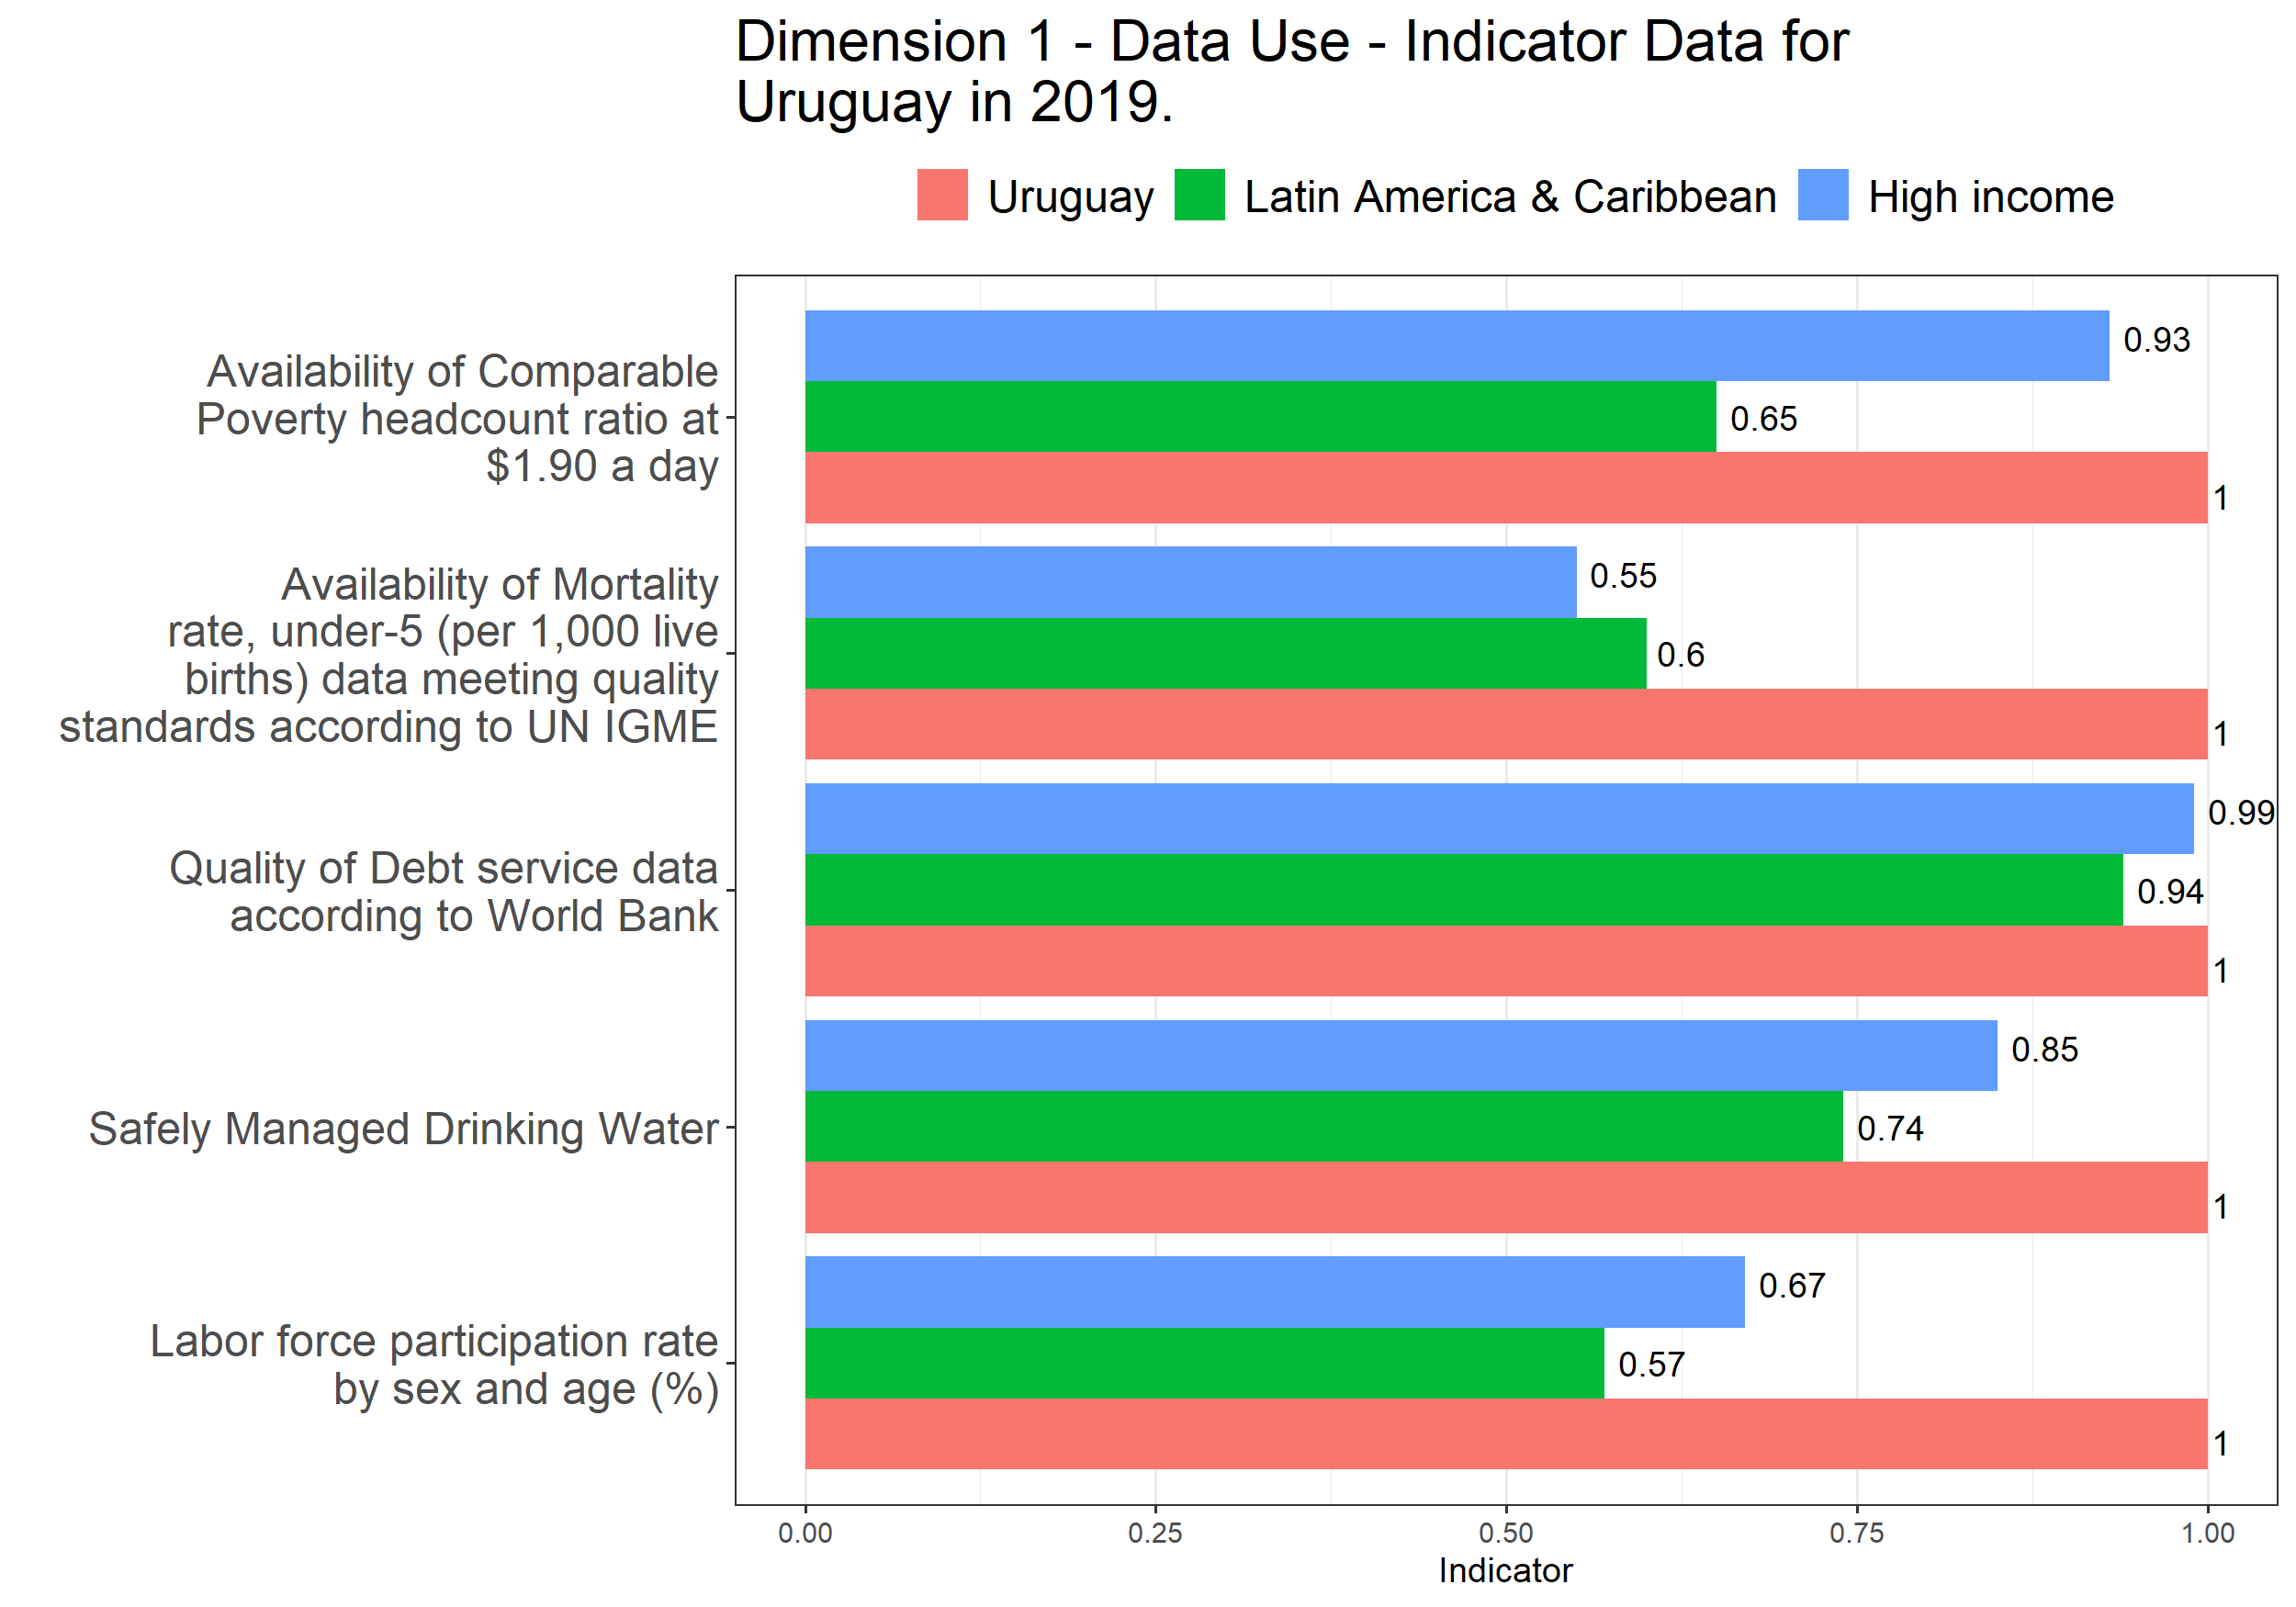 Dimension 1 - Data Use - Indicator Data for
Uruguay in 2019.
Uruguay
Latin America & Caribbean
High income
Availability of Comparable
Poverty headcount ratio at
$1.90 a day
0.93
0.65
1
Availability of Mortality
rate, under-5 (per 1,000 live
births) data meeting quality
standards according to UN IGME
0.55
0.6
1
Quality of Debt service data
according to World Bank
0.99
0.94
1
Safely Managed Drinking Water
0.85
0.74
1
Labor force participation rate
by sex and age (%)
0.67
0.57
1
0.00
0.25
0.50
0.75
1.00
Indicator